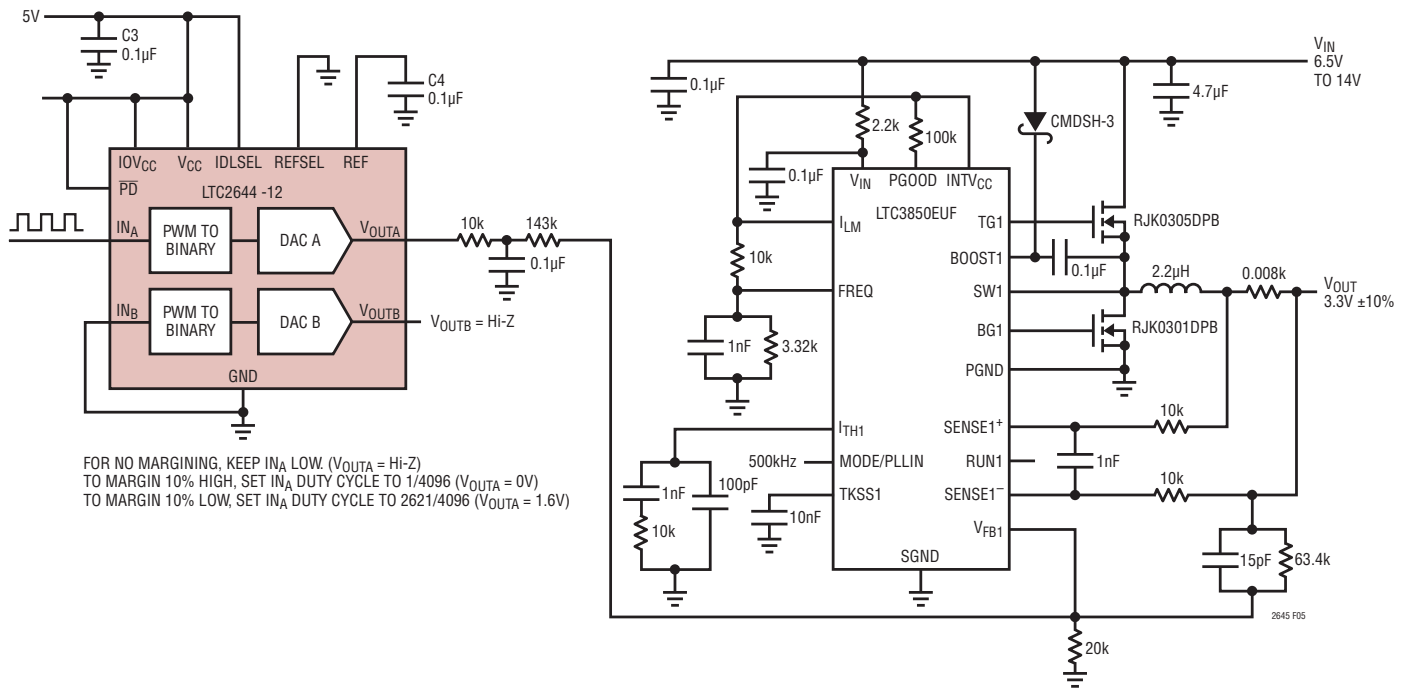 5V
C3
0.1µF
C4
0.1µF
IOVCC
VCC
IDLSEL
REFSEL
REF
PD
LTC2644 -12
INA
PWM TO
BINARY
DAC A
VOUTA
10k
143k
0.1µF
INB
PWM TO
BINARY
DAC B
VOUTB
VOUTB = Hi-Z
GND
FOR NO MARGINING, KEEP INA LOW. (VOUTA = Hi-Z)
TO MARGIN 10% HIGH, SET INA DUTY CYCLE TO 1/4096 (VOUTA = 0V)
TO MARGIN 10% LOW, SET INA DUTY CYCLE TO 2621/4096 (VOUTA = 1.6V)
VIN
6.5V
TO 14V
0.1µF
4.7µF
2.2k
100k
CMDSH-3
0.1µF
VIN
PGOOD
INTVCC
LTC3850EUF
ILM
TG1
RJK0305DPB
10k
BOOST1
0.1µF
FREQ
SW1
2.2µH
0.008k
VOUT
3.3V ±10%
1nF
3.32k
BG1
RJK0301DPB
PGND
ITH1
SENSE1+
10k
500kHz
MODE/PLLIN
RUN1
1nF
1nF
100pF
TKSS1
SENSE1–
10k
10k
10nF
VFB1
SGND
15pF
63.4k
2645 F05
20k